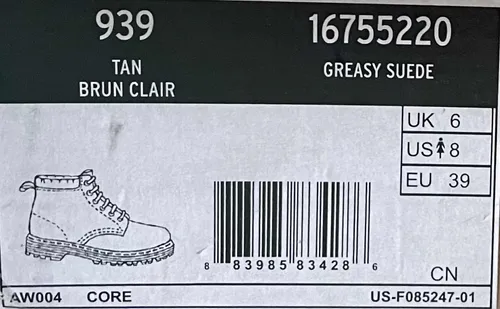 939
16755220
TAN
BRUN CLAIR
GREASY SUEDE
UK 6
US 8
EU 39
8 83985 83428 6
CN
AW004 CORE
US-F085247-01